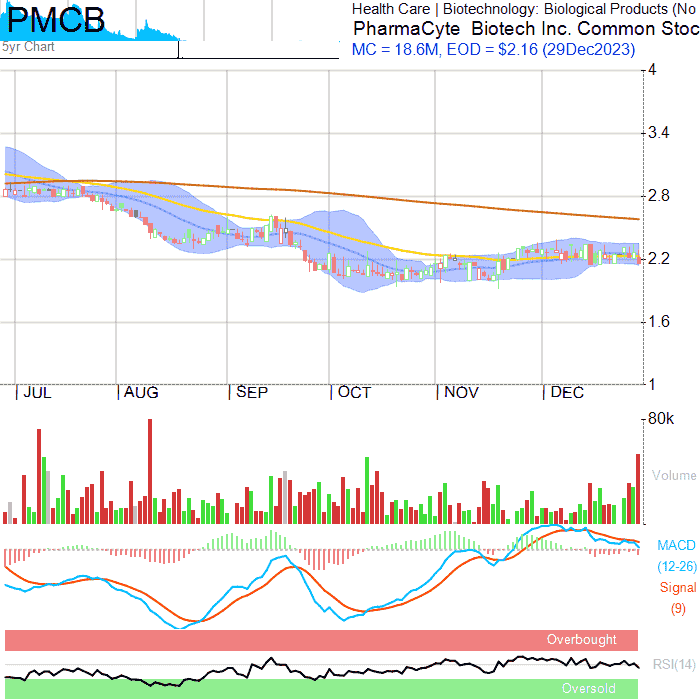 PMCB
5yr Chart
Health Care | Biotechnology: Biological Products (No
PharmaCyte Biotech Inc. Common Stoc
MC = 18.6M, EOD = $2.16 (29Dec2023)
4
3.4
2.8
2.2
1.6
1
JUL AUG SEP OCT NOV DEC
80k
Volume
MACD
(12-26)
Signal
(9)
Overbought
RSI(14)
Oversold